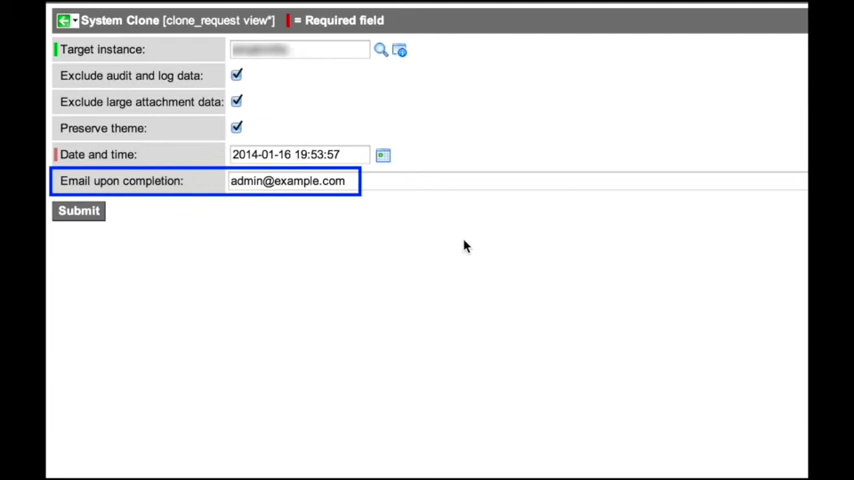 System Clone [clone_request view*] = Required field
Target instance:
Exclude audit and log data:
Exclude large attachment data:
Preserve theme:
Date and time: 2014-01-16 19:53:57
Email upon completion: admin@example.com
Submit